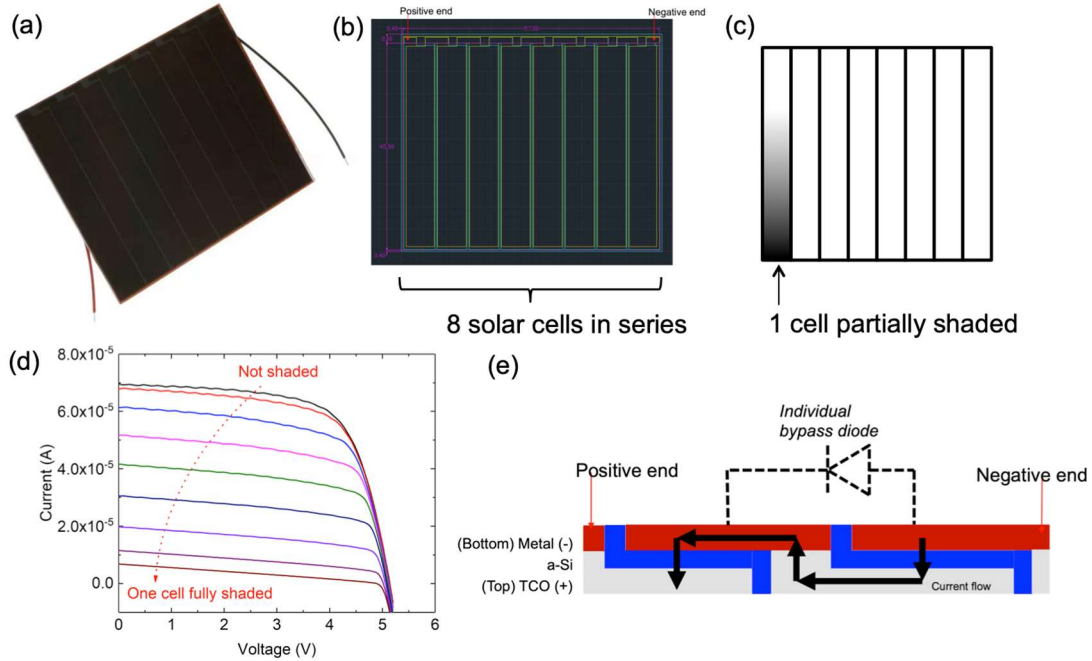 (a)
(b)
Positive end
Negative end
8 solar cells in series
(c)
1 cell partially shaded
(d)
8.0x10⁻⁵
6.0x10⁻⁵
4.0x10⁻⁵
2.0x10⁻⁵
0.0
Current (A)
Not shaded
One cell fully shaded
0 1 2 3 4 5 6
Voltage (V)
(e)
Individual
bypass diode
Positive end
Negative end
(Bottom) Metal (-)
a-Si
(Top) TCO (+)
Current flow